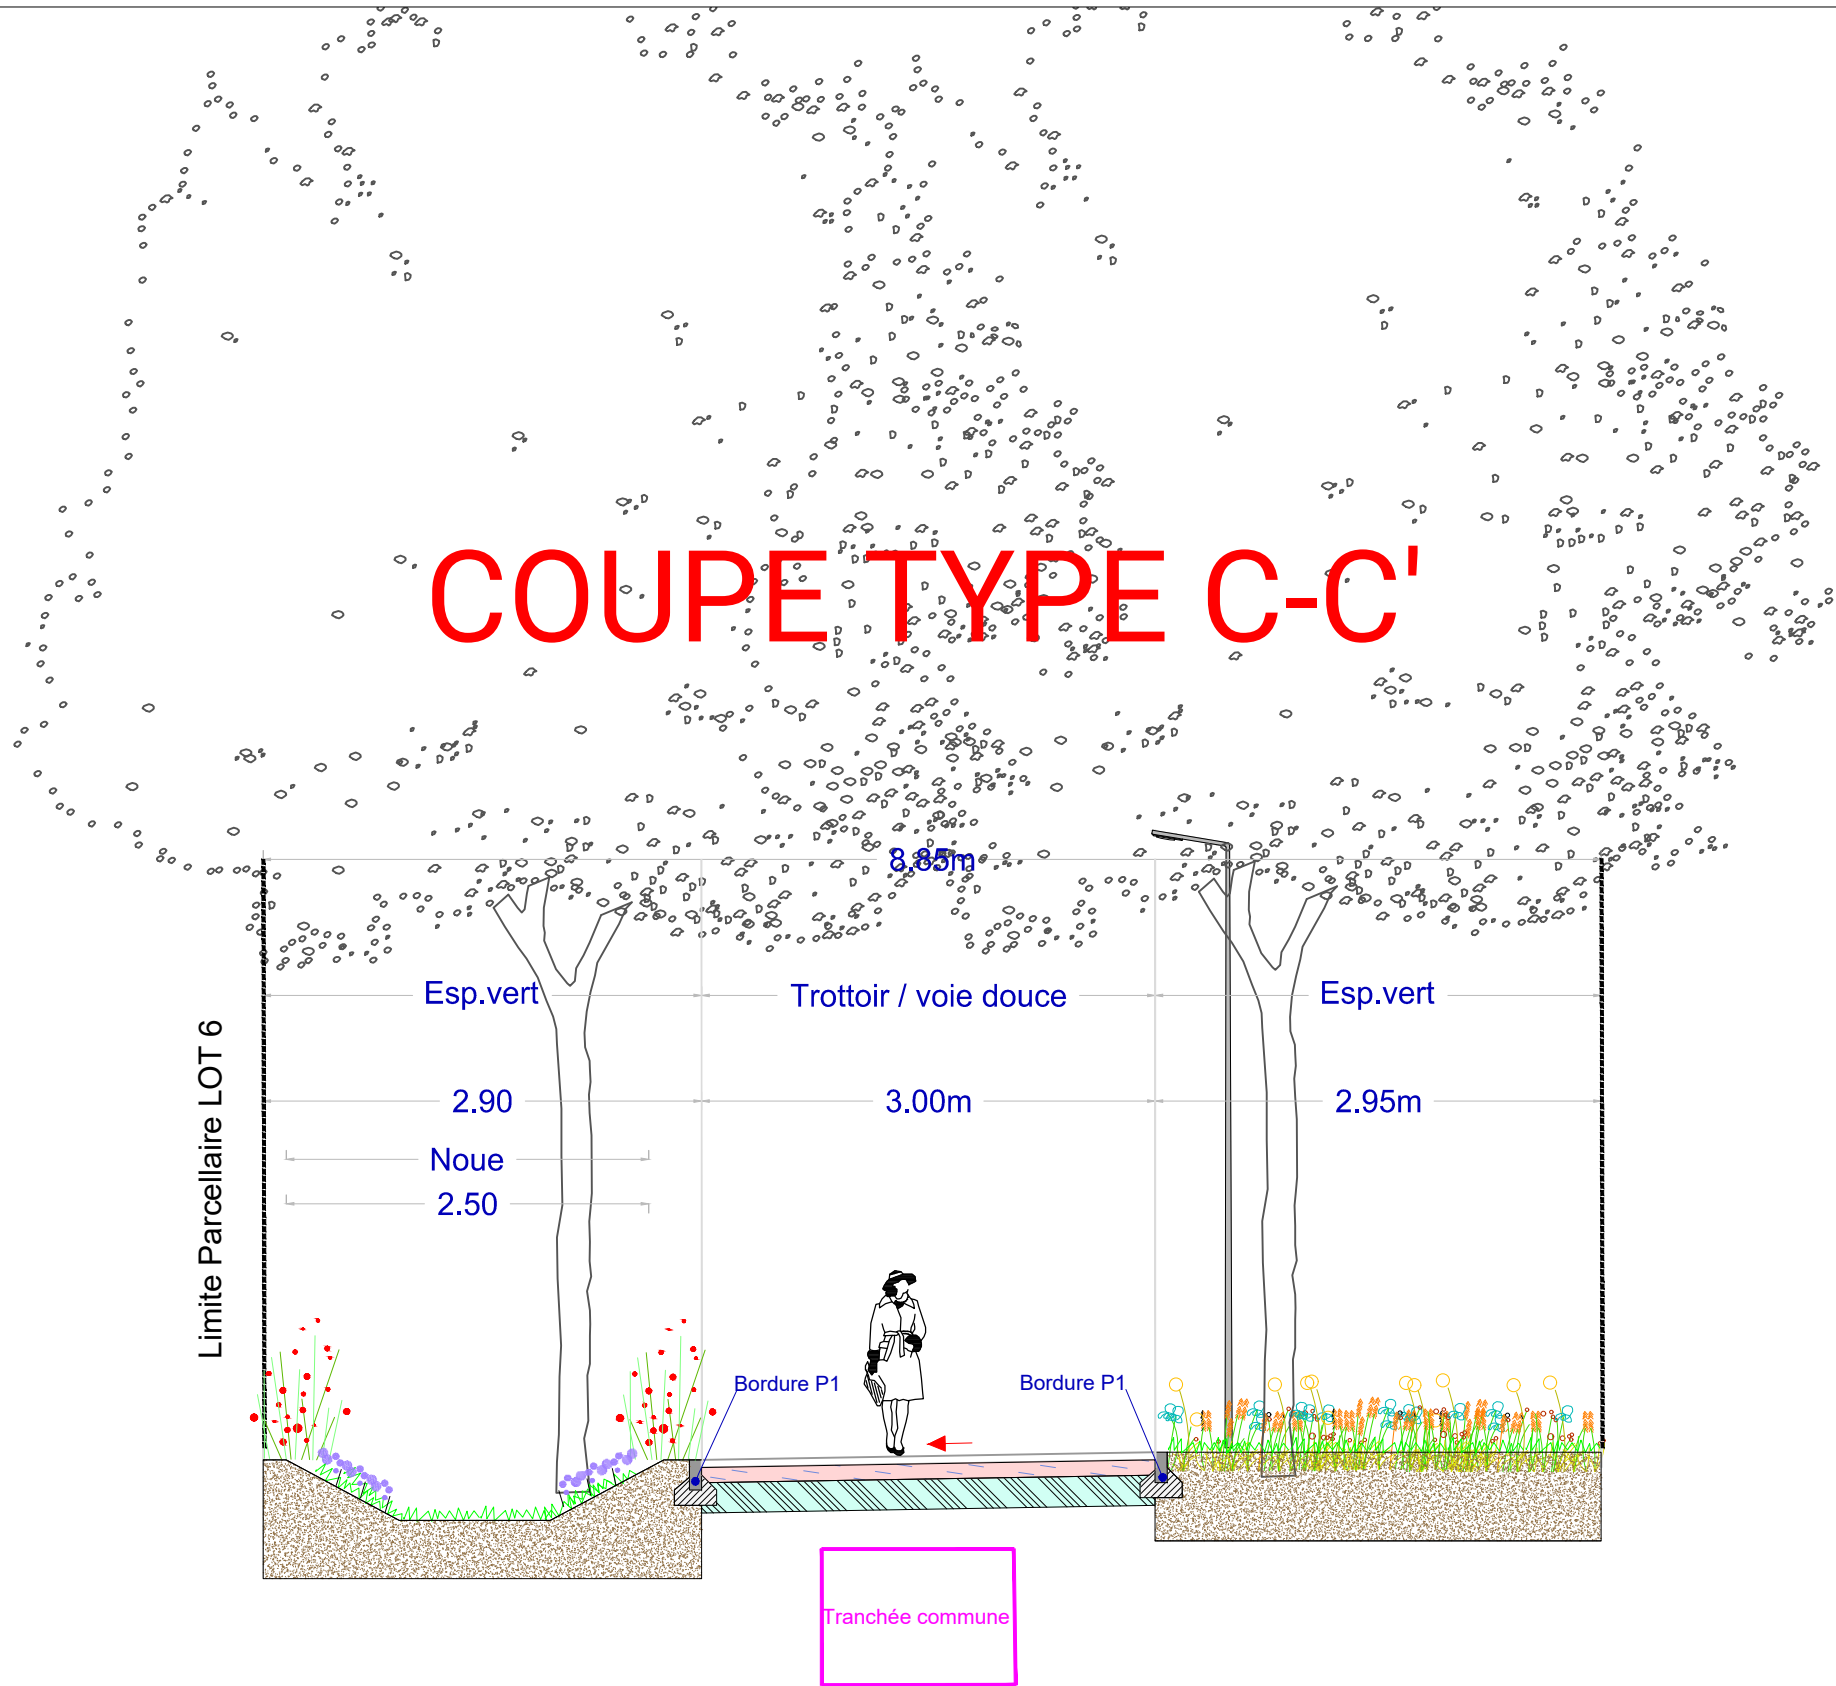 COUPE TYPE C-C'
8.85m
Esp.vert
Trottoir / voie douce
Esp.vert
Limite Parcellaire LOT 6
2.90
3.00m
2.95m
Noue
2.50
Bordure P1
Bordure P1
Tranchée commune